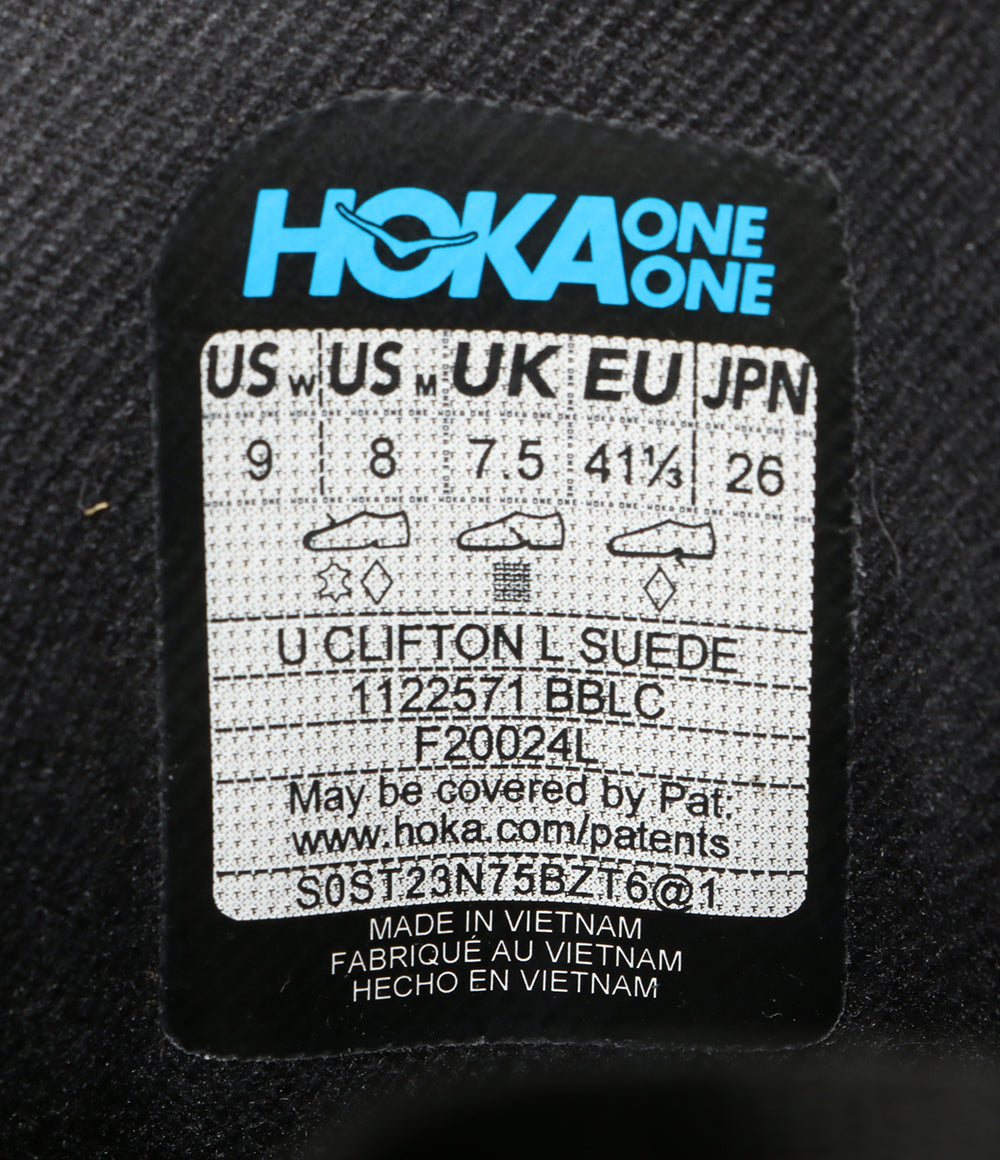 HOKA ONE ONE
US W US M UK EU JPN
9 8 7.5 41⅓ 26
U CLIFTON L SUEDE
1122571 BBLC
F20024L
May be covered by Pat:
www.hoka.com/patents
S0ST23N75BZT6@1
MADE IN VIETNAM
FABRIQUÉ AU VIETNAM
HECHO EN VIETNAM